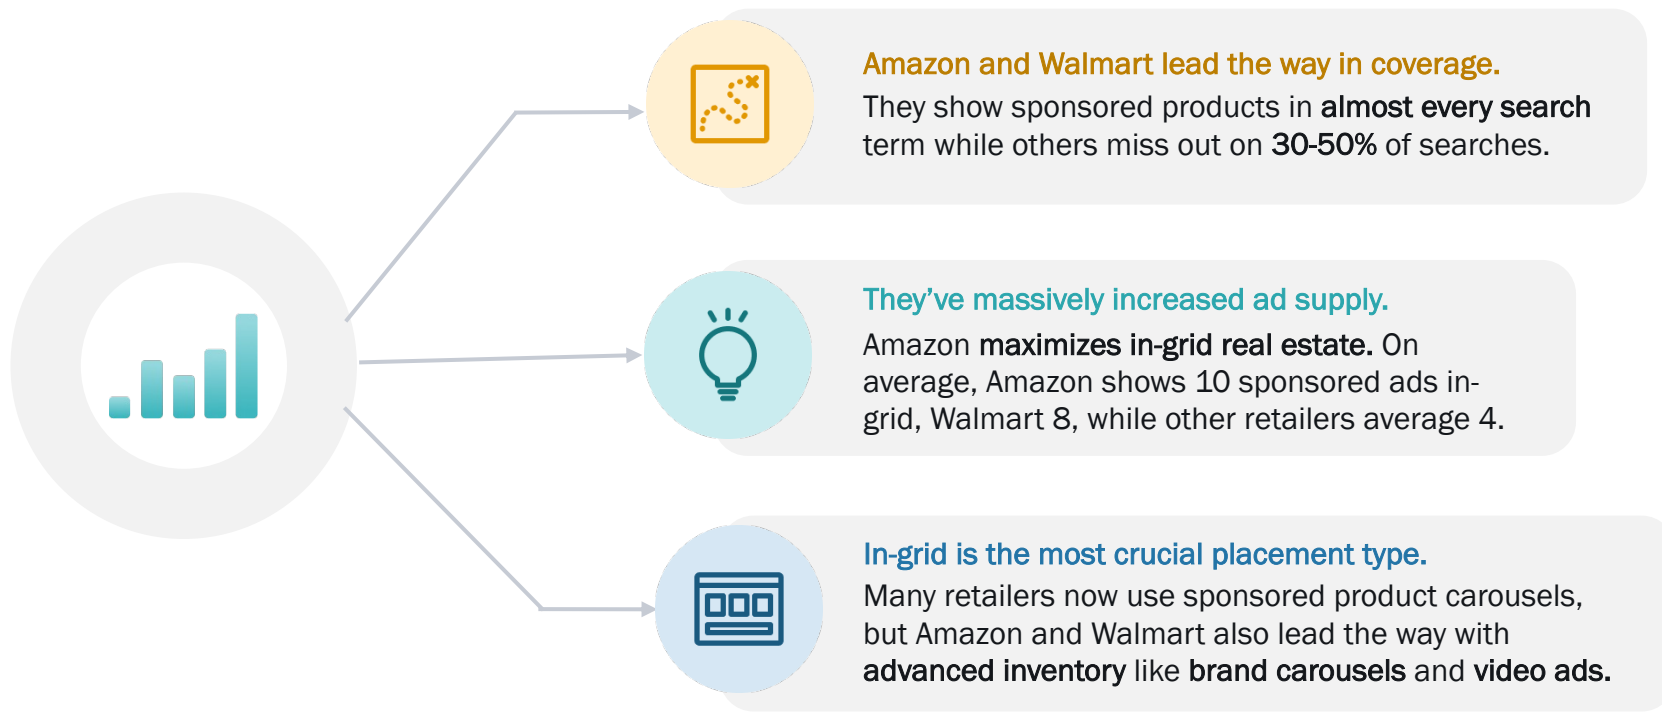 Amazon and Walmart lead the way in coverage.
They show sponsored products in almost every search
term while others miss out on 30-50% of searches.
They’ve massively increased ad supply.
Amazon maximizes in-grid real estate. On
average, Amazon shows 10 sponsored ads in-
grid, Walmart 8, while other retailers average 4.
In-grid is the most crucial placement type.
Many retailers now use sponsored product carousels,
but Amazon and Walmart also lead the way with
advanced inventory like brand carousels and video ads.